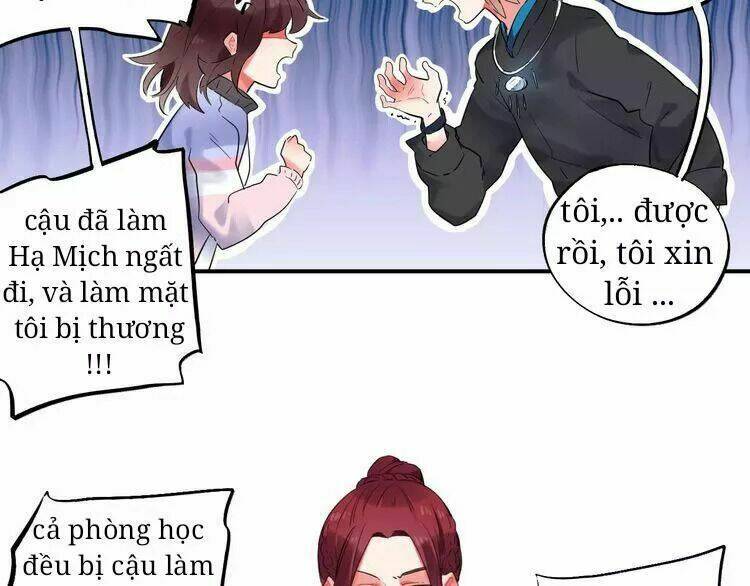 cậu đã làm
Hạ Mịch ngất
đi, và làm mặt
tôi bị thương
!!!
tôi,.. được
rồi, tôi xin
lỗi ...
cả phòng học
đều bị cậu làm